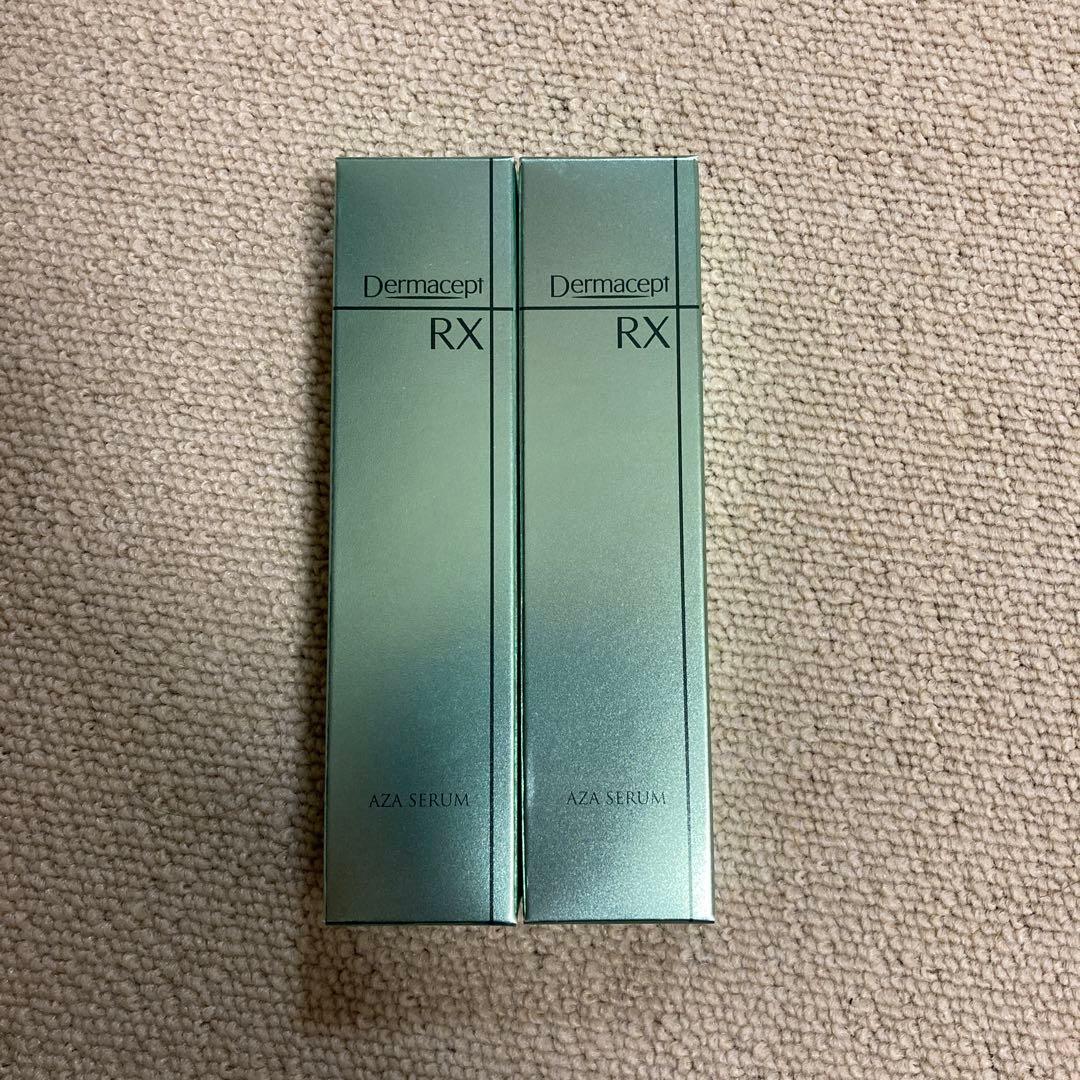 Dermacept
RX
AZA SERUM
Dermacept
RX
AZA SERUM